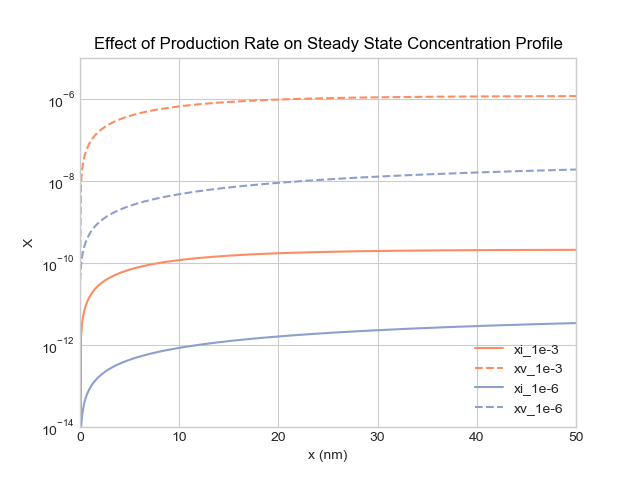 Effect of Production Rate on Steady State Concentration Profile
10⁻⁶
10⁻⁸
10⁻¹⁰
10⁻¹²
10⁻¹⁴
X
xi_1e-3
xv_1e-3
xi_1e-6
xv_1e-6
0 10 20 30 40 50
x (nm)